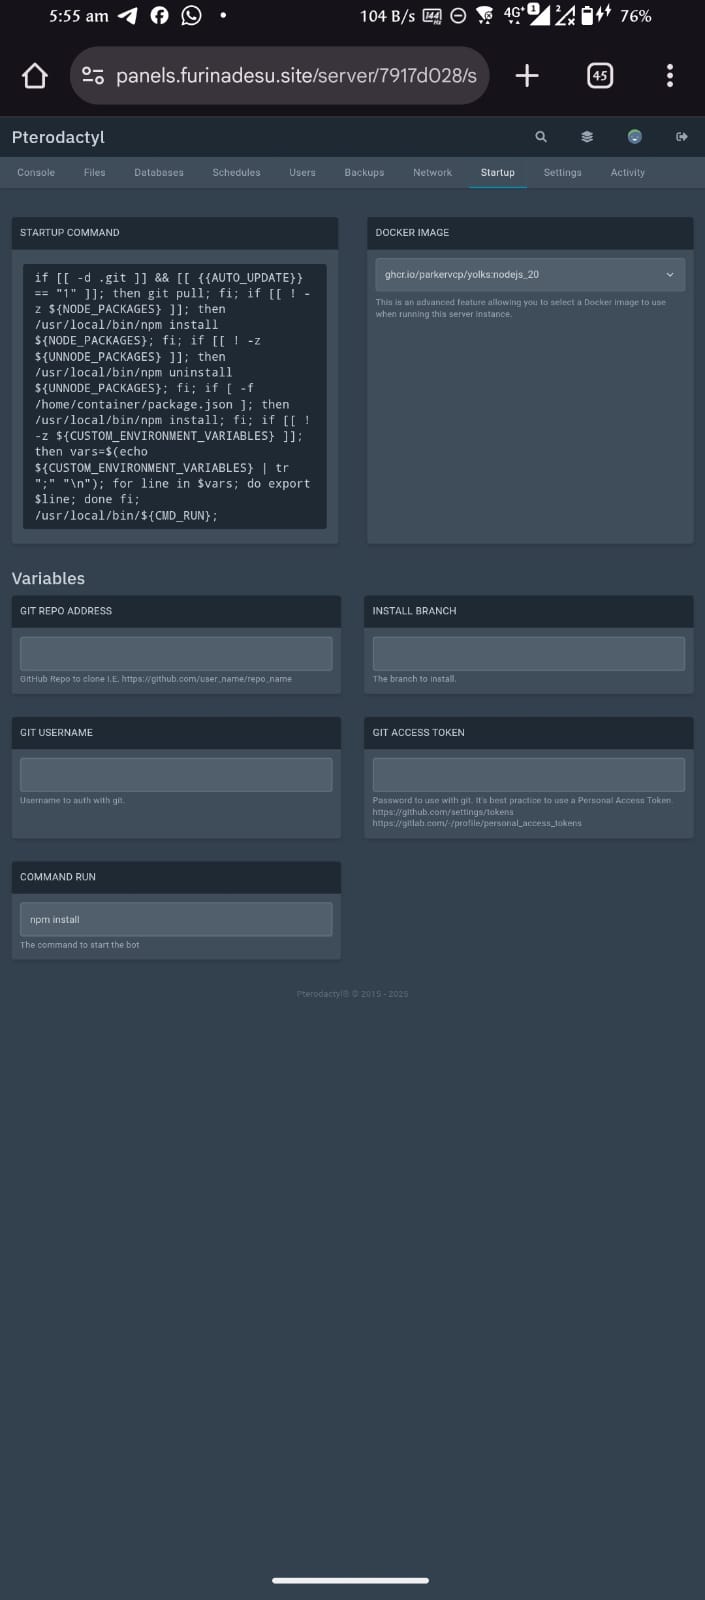 5:55 am 104 B/s 144 Hz 6 4G+ 1 2 76%
panels.furinadesu.site/server/7917d028/s 45
Pterodactyl
Console Files Databases Schedules Users Backups Network Startup Settings Activity
STARTUP COMMAND
if [[ -d .git ]] && [[ {{AUTO_UPDATE}}
== "1" ]]; then git pull; fi; if [[ ! -
z ${NODE_PACKAGES} ]]; then
/usr/local/bin/npm install
${NODE_PACKAGES}; fi; if [[ ! -z
${UNNODE_PACKAGES} ]]; then
/usr/local/bin/npm uninstall
${UNNODE_PACKAGES}; fi; if [ -f
/home/container/package.json ]; then
/usr/local/bin/npm install; fi; if [[ !
-z ${CUSTOM_ENVIRONMENT_VARIABLES} ]];
then vars=$(echo
${CUSTOM_ENVIRONMENT_VARIABLES} | tr
";" "\n"); for line in $vars; do export
$line; done fi;
/usr/local/bin/${CMD_RUN};
DOCKER IMAGE
ghcr.io/parkervcp/yolks:nodejs_20
This is an advanced feature allowing you to select a Docker image to use
when running this server instance.
Variables
GIT REPO ADDRESS
GitHub Repo to clone I.E. https://github.com/user_name/repo_name
INSTALL BRANCH
The branch to install.
GIT USERNAME
Username to auth with git.
GIT ACCESS TOKEN
Password to use with git. It's best practice to use a Personal Access Token.
https://github.com/settings/tokens
https://gitlab.com/-/profile/personal_access_tokens
COMMAND RUN
npm install
The command to start the bot
Pterodactyl® © 2015 - 2025